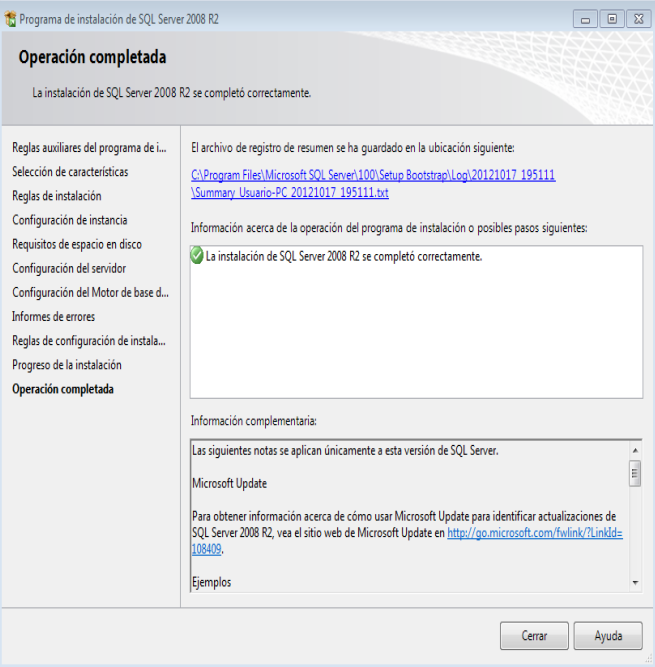 Programa de instalación de SQL Server 2008 R2
Operación completada
La instalación de SQL Server 2008 R2 se completó correctamente.
Reglas auxiliares del programa de i...
Selección de características
Reglas de instalación
Configuración de instancia
Requisitos de espacio en disco
Configuración del servidor
Configuración del Motor de base d...
Informes de errores
Reglas de configuración de instala...
Progreso de la instalación
Operación completada
El archivo de registro de resumen se ha guardado en la ubicación siguiente:
C:\Program Files\Microsoft SQL Server\100\Setup Bootstrap\Log\20121017_195111
\Summary_Usuario-PC_20121017_195111.txt
Información acerca de la operación del programa de instalación o posibles pasos siguientes:
La instalación de SQL Server 2008 R2 se completó correctamente.
Información complementaria:
Las siguientes notas se aplican únicamente a esta versión de SQL Server.
Microsoft Update
Para obtener información acerca de cómo usar Microsoft Update para identificar actualizaciones de
SQL Server 2008 R2, vea el sitio web de Microsoft Update en http://go.microsoft.com/fwlink/?LinkId=
108409.
Ejemplos
Cerrar
Ayuda